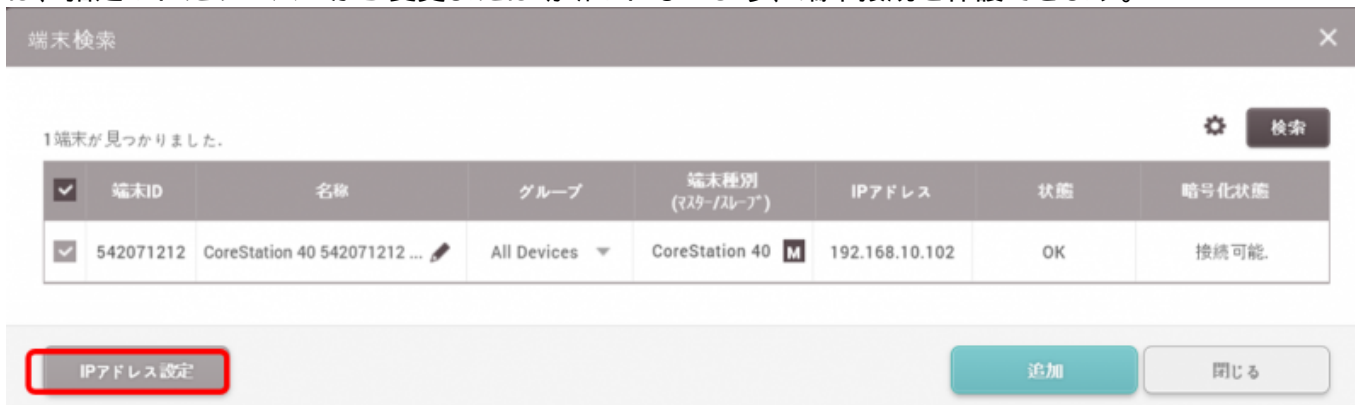 端末検索
1端末が見つかりました.
検索
端末ID 名称 グループ 端末種別 (マスター/スレーブ) IPアドレス 状態 暗号化状態
542071212 CoreStation 40 542071212 ... All Devices CoreStation 40 M 192.168.10.102 OK 接続可能.
IPアドレス設定 追加 閉じる